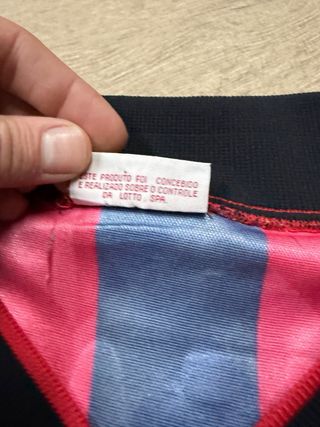 ESTE PRODUTO FOI CONCEBIDO
E REALIZADO SOBRE O CONTROLE
DA LOTTO SPA.